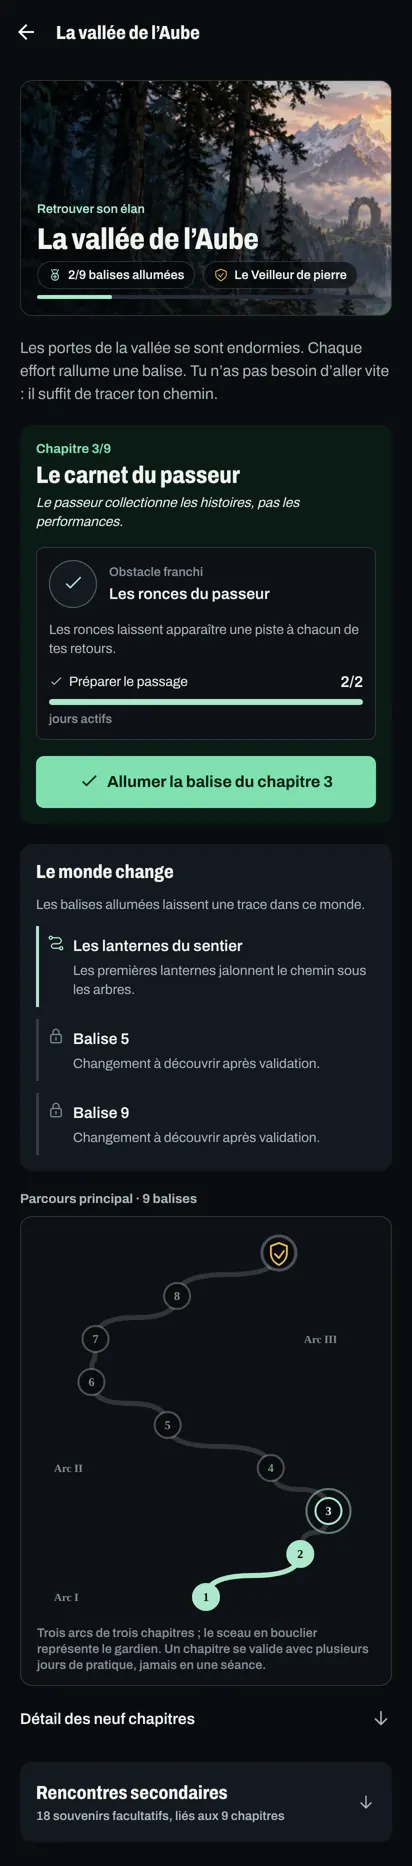 La vallée de l’Aube
Retrouver son élan
La vallée de l’Aube
2/9 balises allumées
Le Veilleur de pierre
Les portes de la vallée se sont endormies. Chaque
effort rallume une balise. Tu n’as pas besoin d’aller vite
: il suffit de tracer ton chemin.
Chapitre 3/9
Le carnet du passeur
Le passeur collectionne les histoires, pas les
performances.
Obstacle franchi
Les ronces du passeur
Les ronces laissent apparaître une piste à chacun de
tes retours.
Préparer le passage 2/2
jours actifs
Allumer la balise du chapitre 3
Le monde change
Les balises allumées laissent une trace dans ce monde.
Les lanternes du sentier
Les premières lanternes jalonnent le chemin sous
les arbres.
Balise 5
Changement à découvrir après validation.
Balise 9
Changement à découvrir après validation.
Parcours principal · 9 balises
8
7
Arc III
6
5
Arc II
4
3
2
Arc I
1
Trois arcs de trois chapitres ; le sceau en bouclier
représente le gardien. Un chapitre se valide avec plusieurs
jours de pratique, jamais en une séance.
Détail des neuf chapitres
Rencontres secondaires
18 souvenirs facultatifs, liés aux 9 chapitres